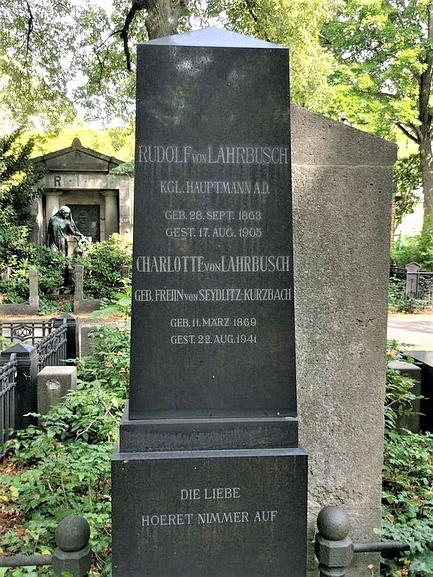 RUDOLF VON LAHRBUSCH
KGL. HAUPTMANN A.D.
GEB. 28. SEPT. 1863
GEST. 17. AUG. 1905
CHARLOTTE VON LAHRBUSCH
GEB. FREIIN VON SEYDLITZ-KURZBACH
GEB. 11. MÄRZ 1869
GEST. 22. AUG. 1941
DIE LIEBE
HOERET NIMMER AUF